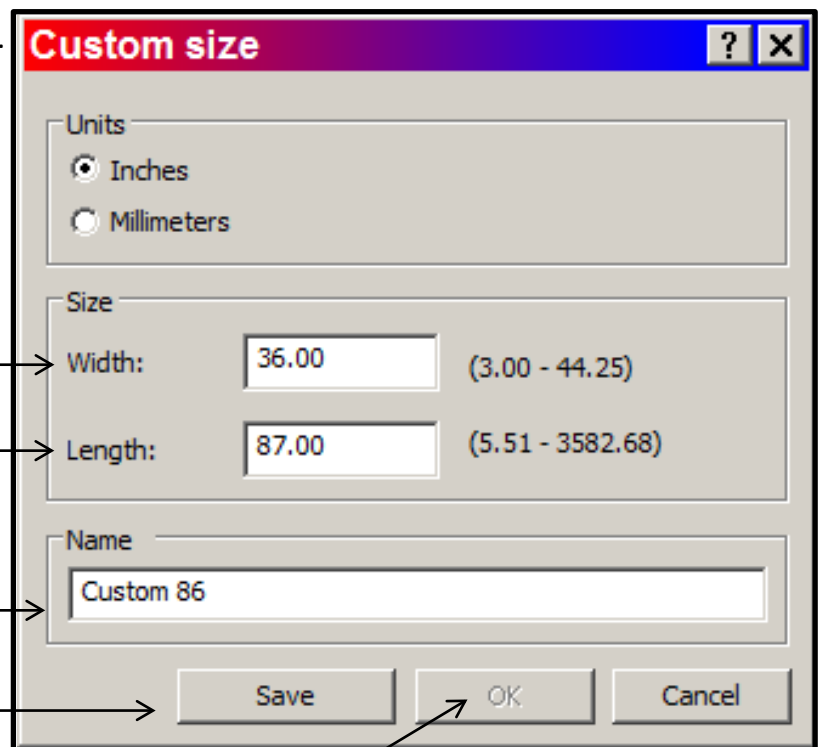 Custom size ? X
Units
Inches
Millimeters
Size
Width: 36.00 (3.00 - 44.25)
Length: 87.00 (5.51 - 3582.68)
Name
Custom 86
Save OK Cancel